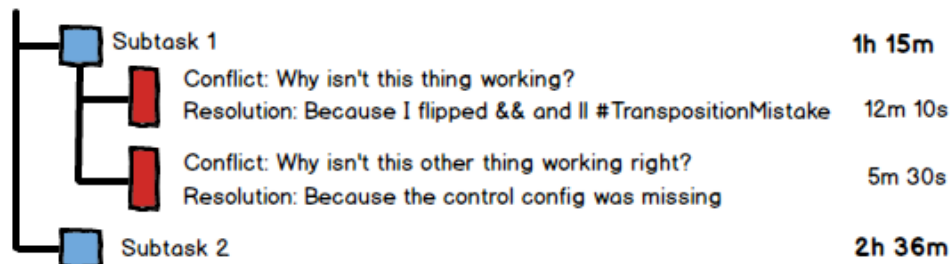 Subtask 1 1h 15m
Conflict: Why isn't this thing working?
Resolution: Because I flipped && and || #TranspositionMistake 12m 10s
Conflict: Why isn't this other thing working right?
Resolution: Because the control config was missing 5m 30s
Subtask 2 2h 36m